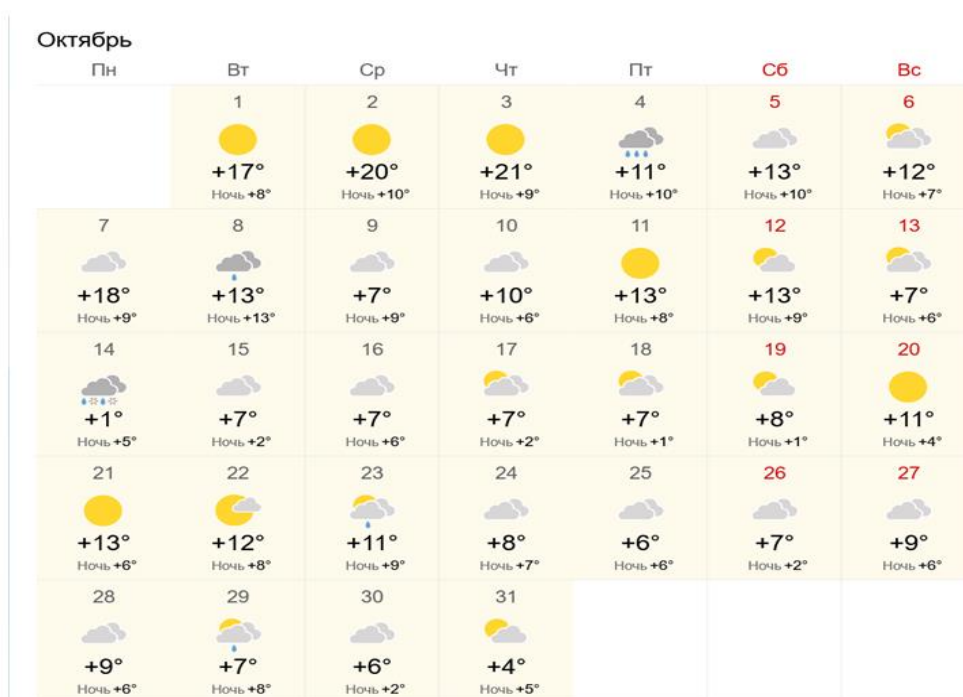 Октябрь
Пн Вт Ср Чт Пт Сб Вс
1 2 3 4 5 6
+17° +20° +21° +11° +13° +12°
Ночь +8° Ночь +10° Ночь +9° Ночь +10° Ночь +10° Ночь +7°
7 8 9 10 11 12 13
+18° +13° +7° +10° +13° +13° +7°
Ночь +9° Ночь +13° Ночь +9° Ночь +6° Ночь +8° Ночь +9° Ночь +6°
14 15 16 17 18 19 20
+1° +7° +7° +7° +7° +8° +11°
Ночь +5° Ночь +2° Ночь +6° Ночь +2° Ночь +1° Ночь +1° Ночь +4°
21 22 23 24 25 26 27
+13° +12° +11° +8° +6° +7° +9°
Ночь +6° Ночь +8° Ночь +9° Ночь +7° Ночь +6° Ночь +2° Ночь +6°
28 29 30 31
+9° +7° +6° +4°
Ночь +6° Ночь +8° Ночь +2° Ночь +5°